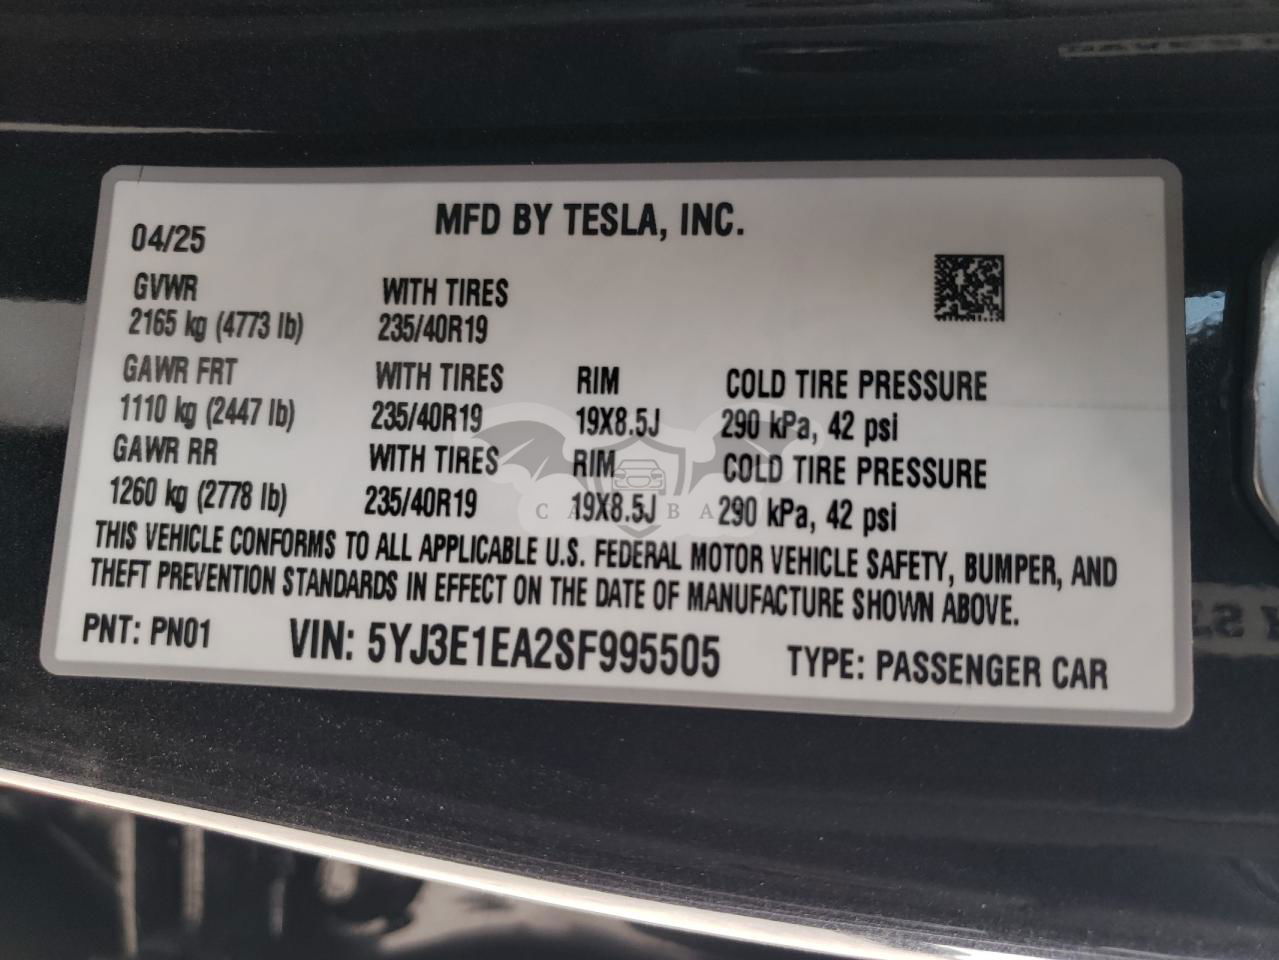 04/25
MFD BY TESLA, INC.
GVWR WITH TIRES
2165 kg (4773 lb) 235/40R19
GAWR FRT WITH TIRES RIM COLD TIRE PRESSURE
1110 kg (2447 lb) 235/40R19 19X8.5J 290 kPa, 42 psi
GAWR RR WITH TIRES RIM COLD TIRE PRESSURE
1260 kg (2778 lb) 235/40R19 19X8.5J 290 kPa, 42 psi
THIS VEHICLE CONFORMS TO ALL APPLICABLE U.S. FEDERAL MOTOR VEHICLE SAFETY, BUMPER, AND
THEFT PREVENTION STANDARDS IN EFFECT ON THE DATE OF MANUFACTURE SHOWN ABOVE.
PNT: PN01 VIN: 5YJ3E1EA2SF995505 TYPE: PASSENGER CAR